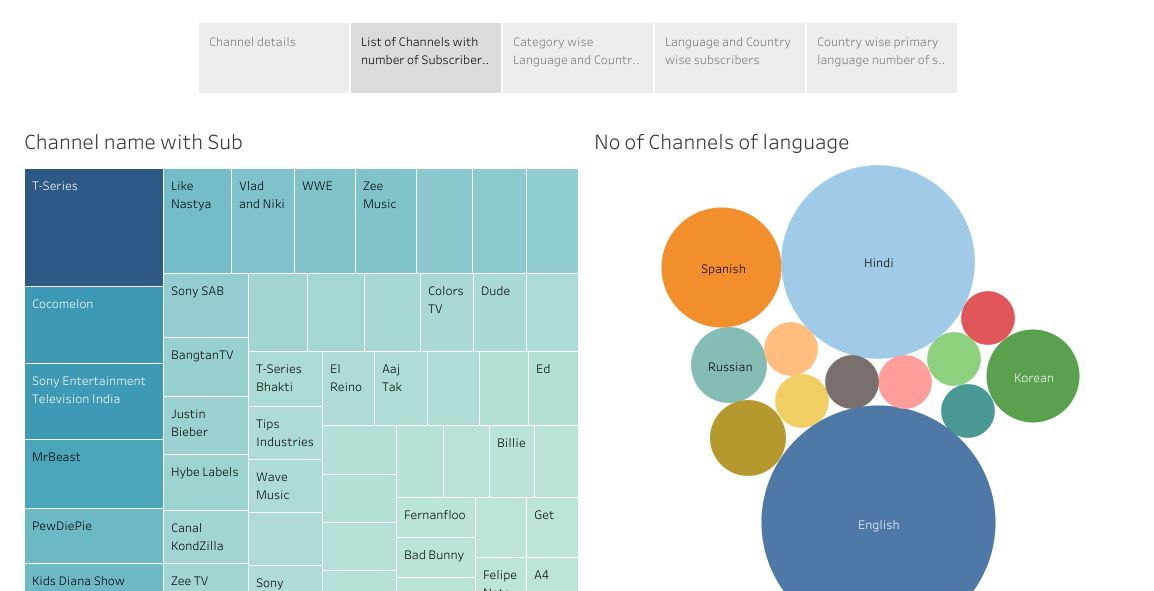 Channel details
List of Channels with
number of Subscriber..
Category wise
Language and Countr..
Language and Country
wise subscribers
Country wise primary
language number of s..
Channel name with Sub
No of Channels of language
T-Series
Like
Nastya
Vlad
and Niki
WWE
Zee
Music
Cocomelon
Sony SAB
Colors
TV
Dude
Sony Entertainment
Television India
BangtanTV
T-Series
Bhakti
El
Reino
Aaj
Tak
Ed
Justin
Bieber
Tips
Industries
MrBeast
Hybe Labels
Wave
Music
Billie
PewDiePie
Canal
KondZilla
Fernanfloo
Get
Bad Bunny
Kids Diana Show
Zee TV
Sony
Felipe
Neto
A4
Spanish
Hindi
Russian
Korean
English